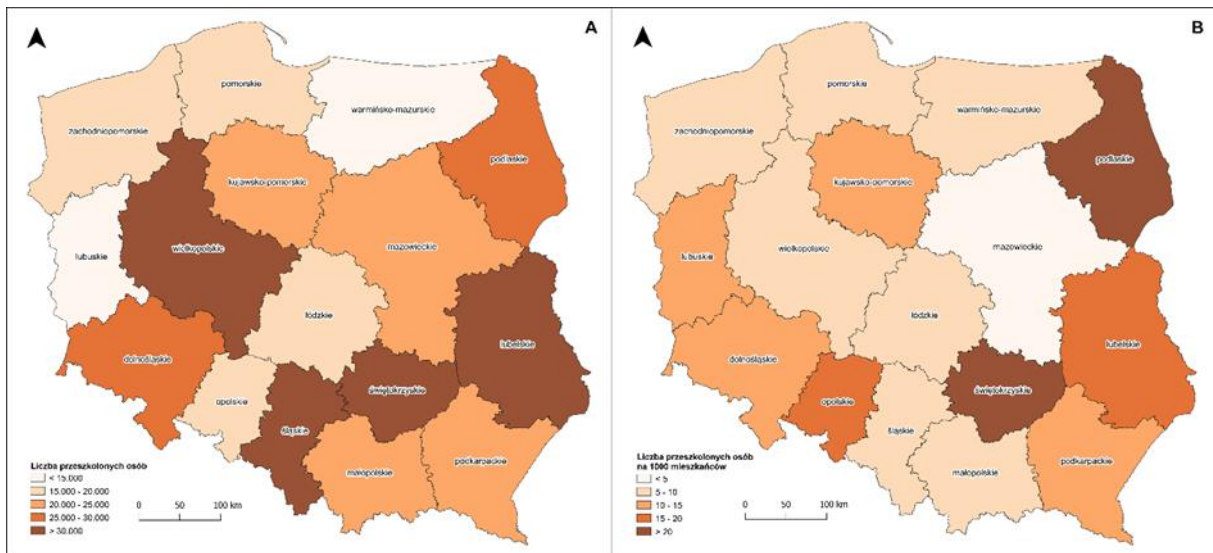 A
pomorskie
warmińsko-mazurskie
zachodniopomorskie
podlaskie
kujawsko-pomorskie
mazowieckie
wielkopolskie
lubuskie
łódzkie
lubelskie
dolnośląskie
świętokrzyskie
opolskie
śląskie
podkarpackie
małopolskie
Liczba przeszkolonych osób
< 15.000
15.000 - 20.000
20.000 - 25.000
25.000 - 30.000
> 30.000
0 50 100 km
B
pomorskie
warmińsko-mazurskie
zachodniopomorskie
podlaskie
kujawsko-pomorskie
mazowieckie
wielkopolskie
lubuskie
łódzkie
lubelskie
dolnośląskie
świętokrzyskie
opolskie
śląskie
podkarpackie
małopolskie
Liczba przeszkolonych osób
na 1000 mieszkańców
< 5
5 - 10
10 - 15
15 - 20
> 20
0 50 100 km